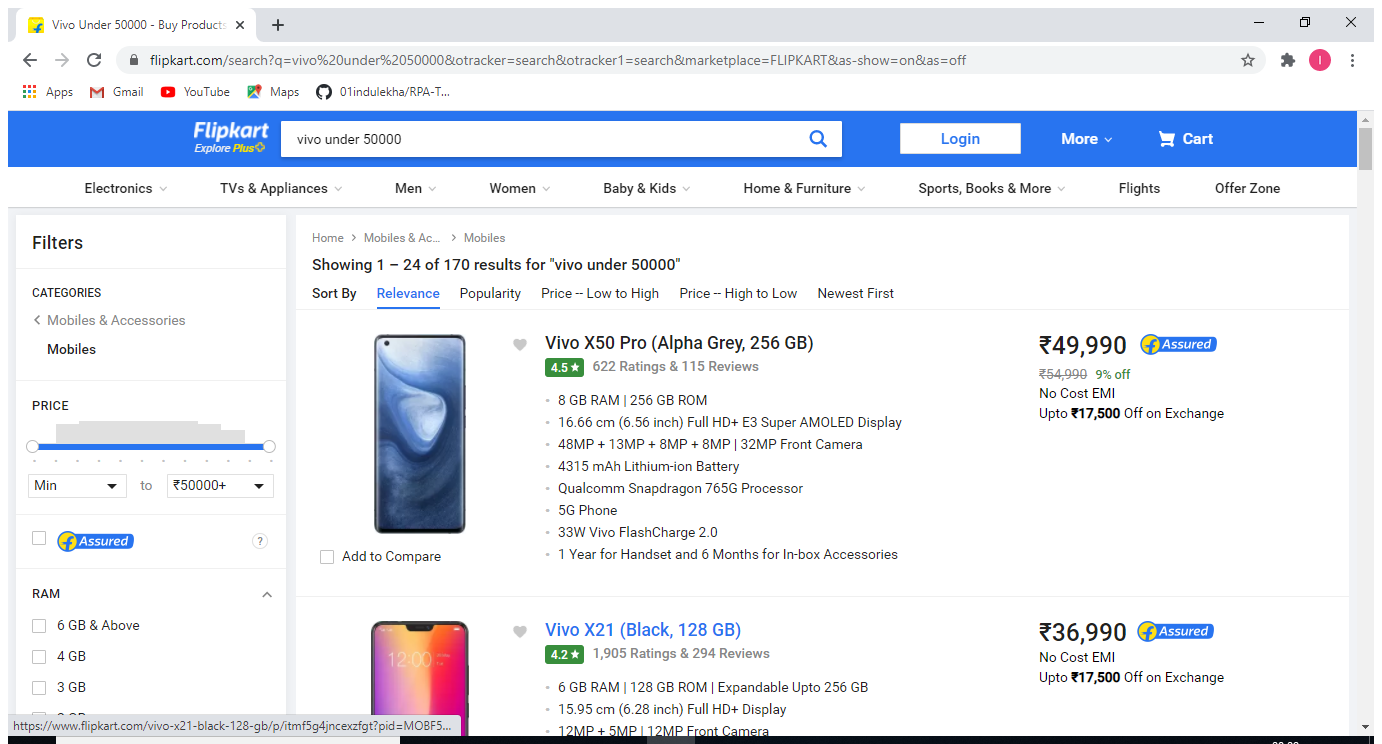 Vivo Under 50000 - Buy Products
flipkart.com/search?q=vivo%20under%2050000&otracker=search&otracker1=search&marketplace=FLIPKART&as-show=on&as=off
I
Apps Gmail YouTube Maps 01indulekha/RPA-T...
Flipkart
Explore Plus
vivo under 50000
Login More Cart
Electronics TVs & Appliances Men Women Baby & Kids Home & Furniture Sports, Books & More Flights Offer Zone
Filters
CATEGORIES
Mobiles & Accessories
Mobiles
PRICE
Min to ₹50000+
Assured ?
RAM
6 GB & Above
4 GB
3 GB
Home Mobiles & Ac... Mobiles
Showing 1 – 24 of 170 results for "vivo under 50000"
Sort By Relevance Popularity Price -- Low to High Price -- High to Low Newest First
Vivo X50 Pro (Alpha Grey, 256 GB)
4.5 ★ 622 Ratings & 115 Reviews
8 GB RAM | 256 GB ROM
16.66 cm (6.56 inch) Full HD+ E3 Super AMOLED Display
48MP + 13MP + 8MP + 8MP | 32MP Front Camera
4315 mAh Lithium-ion Battery
Qualcomm Snapdragon 765G Processor
5G Phone
33W Vivo FlashCharge 2.0
1 Year for Handset and 6 Months for In-box Accessories
₹49,990 Assured
₹54,990 9% off
No Cost EMI
Upto ₹17,500 Off on Exchange
Add to Compare
12:00
Vivo X21 (Black, 128 GB)
4.2 ★ 1,905 Ratings & 294 Reviews
6 GB RAM | 128 GB ROM | Expandable Upto 256 GB
15.95 cm (6.28 inch) Full HD+ Display
12MP + 5MP | 12MP Front Camera
₹36,990 Assured
No Cost EMI
Upto ₹17,500 Off on Exchange
https://www.flipkart.com/vivo-x21-black-128-gb/p/itmf5g4jncexzfgt?pid=MOBF5...